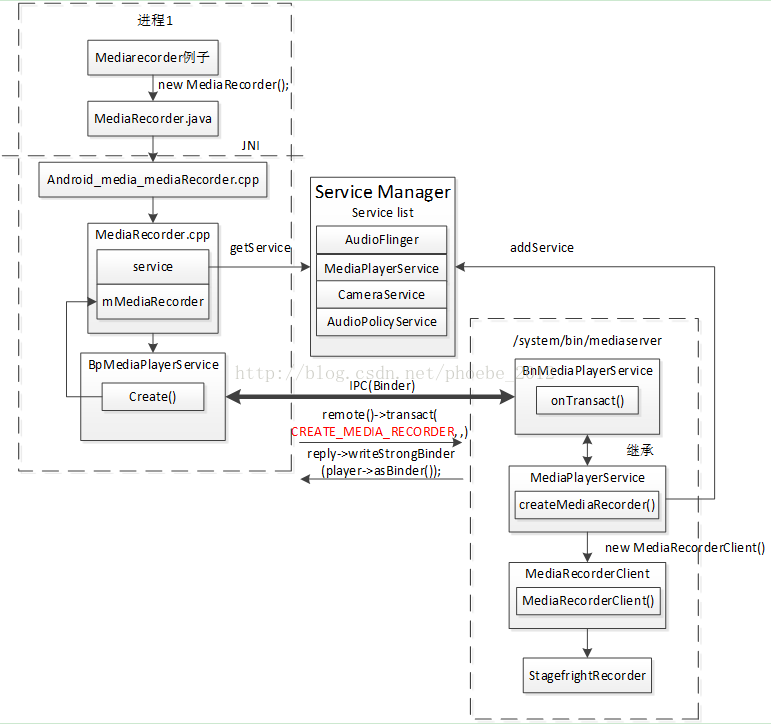 进程1
Mediarecorder例子
new MediaRecorder();
MediaRecorder.java
JNI
Android_media_mediaRecorder.cpp
MediaRecorder.cpp
service
mMediaRecorder
getService
Service Manager
Service list
AudioFlinger
MediaPlayerService
CameraService
AudioPolicyService
addService
/system/bin/mediaserver
BpMediaPlayerService
Create()
http://blog.csdn.net/phoebe_2012
IPC(Binder)
BnMediaPlayerService
onTransact()
remote()->transact(
CREATE_MEDIA_RECORDER, ,)
reply->writeStrongBinder
(player->asBinder());
继承
MediaPlayerService
createMediaRecorder()
new MediaRecorderClient()
MediaRecorderClient
MediaRecorderClient()
StagefrightRecorder